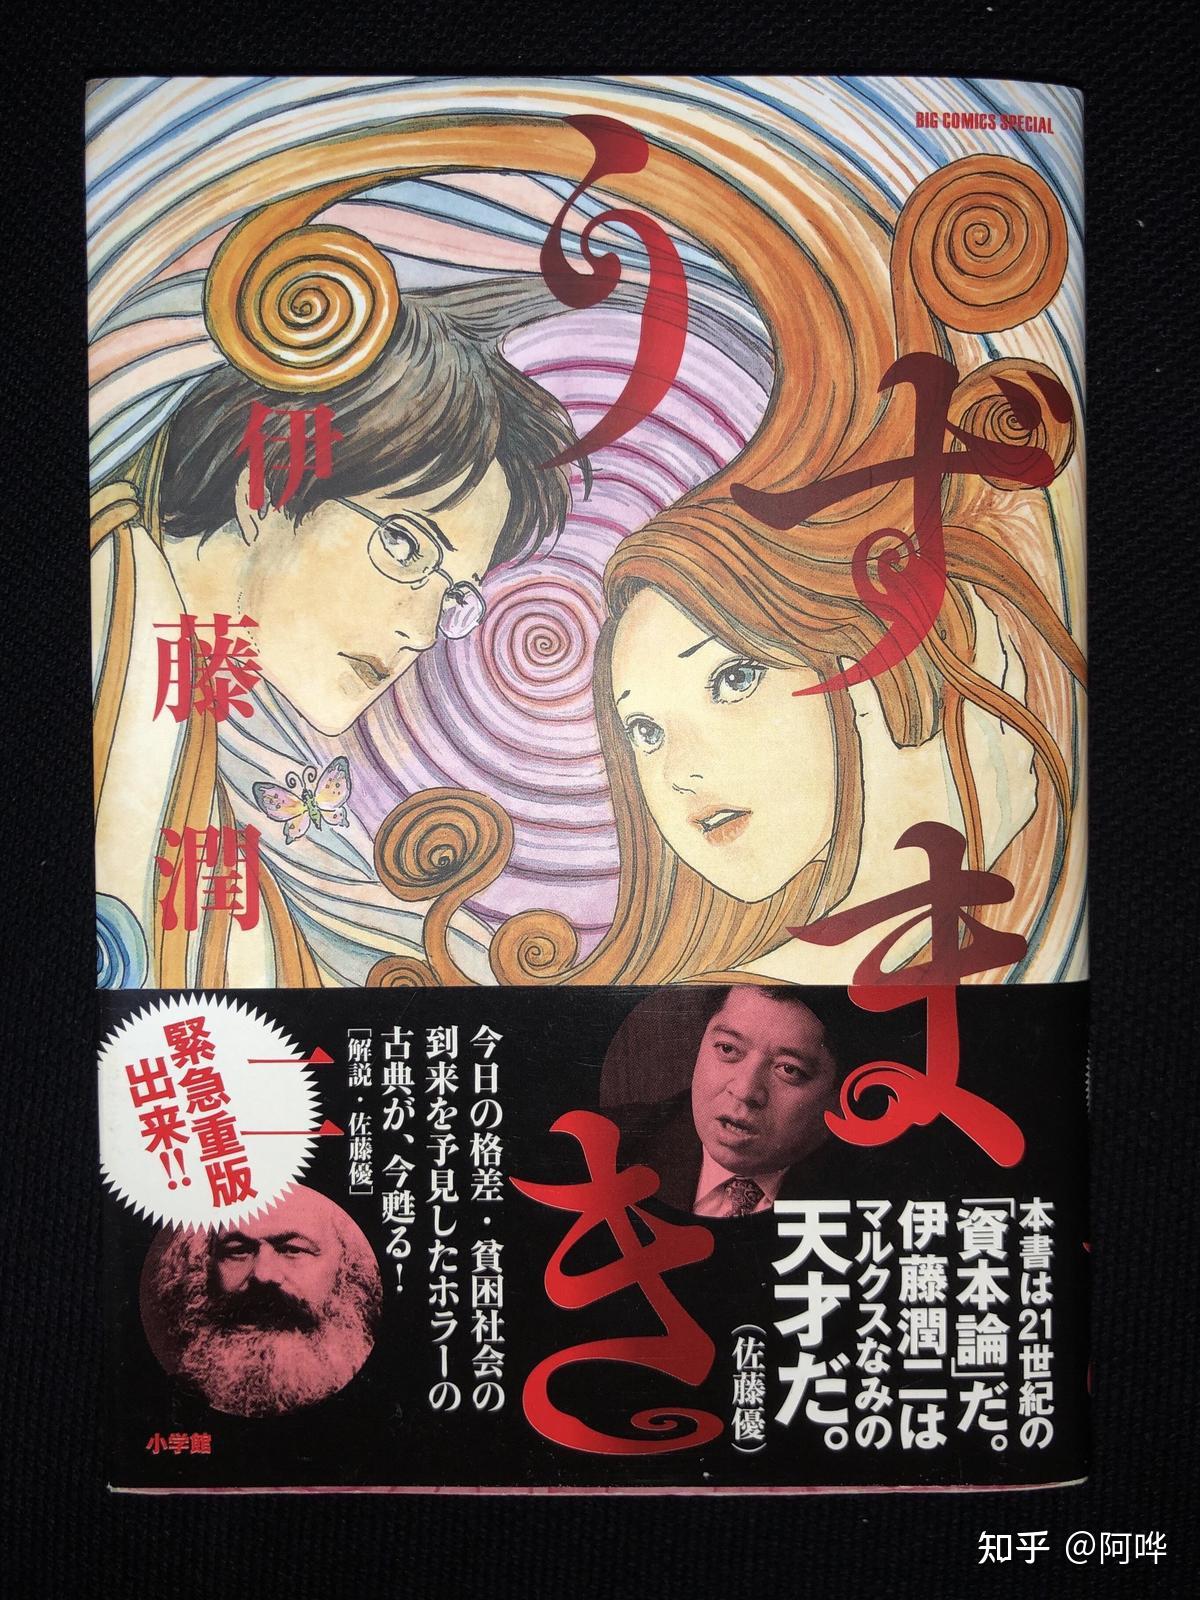 BIG COMICS SPECIAL
うずまき
伊藤潤二
本書は21世紀の
「資本論」だ。
伊藤潤二は
マルクスなみの
天才だ。
（佐藤優）
今日の格差・貧困社会の
到来を予見したホラーの
古典が、今甦る！
［解説・佐藤優］
緊急重版
出来!!
小学館
知乎 @阿哗